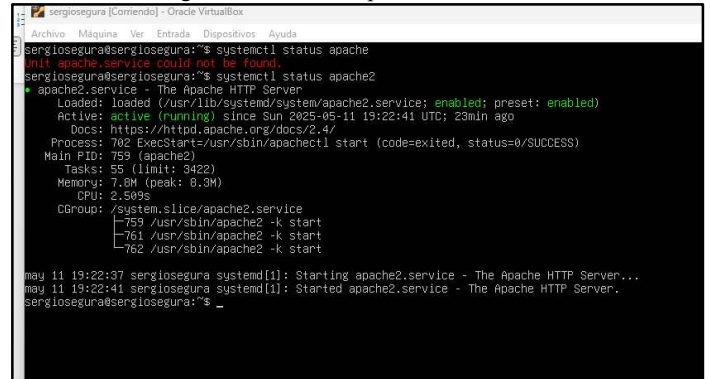 sergiosegura [Corriendo] - Oracle VirtualBox
Archivo Máquina Ver Entrada Dispositivos Ayuda
sergiosegura@sergiosegura:~$ systemctl status apache
Unit apache.service could not be found.
sergiosegura@sergiosegura:~$ systemctl status apache2
● apache2.service - The Apache HTTP Server
Loaded: loaded (/usr/lib/systemd/system/apache2.service; enabled; preset: enabled)
Active: active (running) since Sun 2025-05-11 19:22:41 UTC; 23min ago
Docs: https://httpd.apache.org/docs/2.4/
Process: 702 ExecStart=/usr/sbin/apachectl start (code=exited, status=0/SUCCESS)
Main PID: 759 (apache2)
Tasks: 55 (limit: 3422)
Memory: 7.8M (peak: 8.3M)
CPU: 2.509s
CGroup: /system.slice/apache2.service
├─759 /usr/sbin/apache2 -k start
├─761 /usr/sbin/apache2 -k start
└─762 /usr/sbin/apache2 -k start
may 11 19:22:37 sergiosegura systemd[1]: Starting apache2.service - The Apache HTTP Server...
may 11 19:22:41 sergiosegura systemd[1]: Started apache2.service - The Apache HTTP Server.
sergiosegura@sergiosegura:~$ _